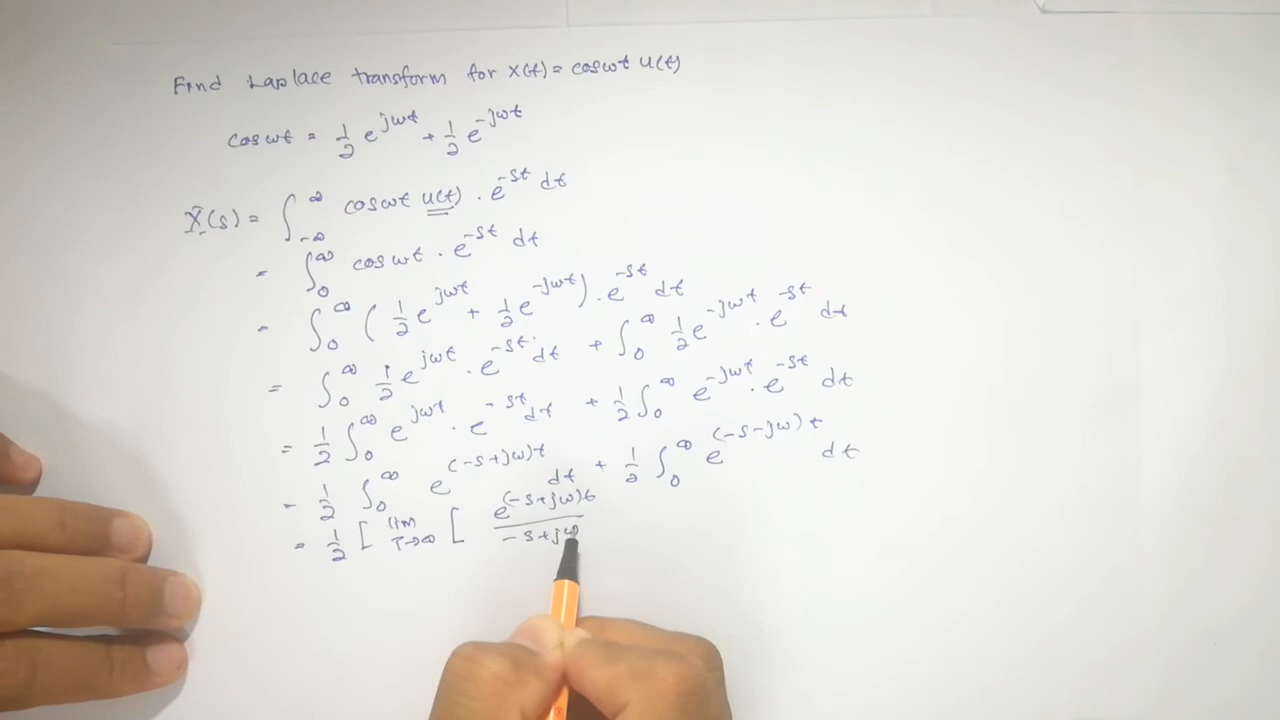 Find Laplace transform for x(t) = cosωt u(t)
cosωt = 1/2 e^{jωt} + 1/2 e^{-jωt}
X(s) = ∫_{-∞}^{∞} cosωt u(t) . e^{-st} dt
= ∫_0^∞ cosωt . e^{-st} dt
= ∫_0^∞ ( 1/2 e^{jωt} + 1/2 e^{-jωt} ) . e^{-st} dt
= ∫_0^∞ 1/2 e^{jωt} . e^{-st} dt + ∫_0^∞ 1/2 e^{-jωt} . e^{-st} dt
= 1/2 ∫_0^∞ e^{jωt} . e^{-st} dt + 1/2 ∫_0^∞ e^{-jωt} . e^{-st} dt
= 1/2 ∫_0^∞ e^{(-s+jω)t} dt + 1/2 ∫_0^∞ e^{(-s-jω)t} dt
= 1/2 [ lim_{T→∞} [ e^{(-s+jω)t} / -s+jω